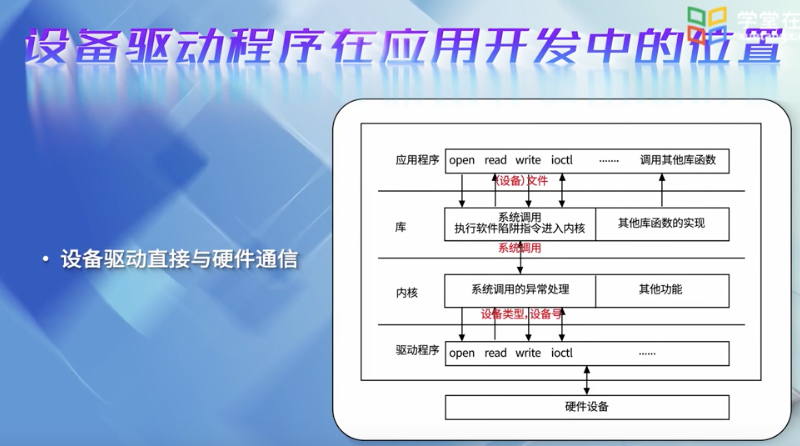 设备驱动程序在应用开发中的位置
学堂在
• 设备驱动直接与硬件通信
应用程序 open read write ioctl ...... 调用其他库函数
(设备)文件
库
系统调用
执行软件陷阱指令进入内核
其他库函数的实现
系统调用
内核 系统调用的异常处理 其他功能
设备类型,设备号
驱动程序 open read write ioctl ......
硬件设备